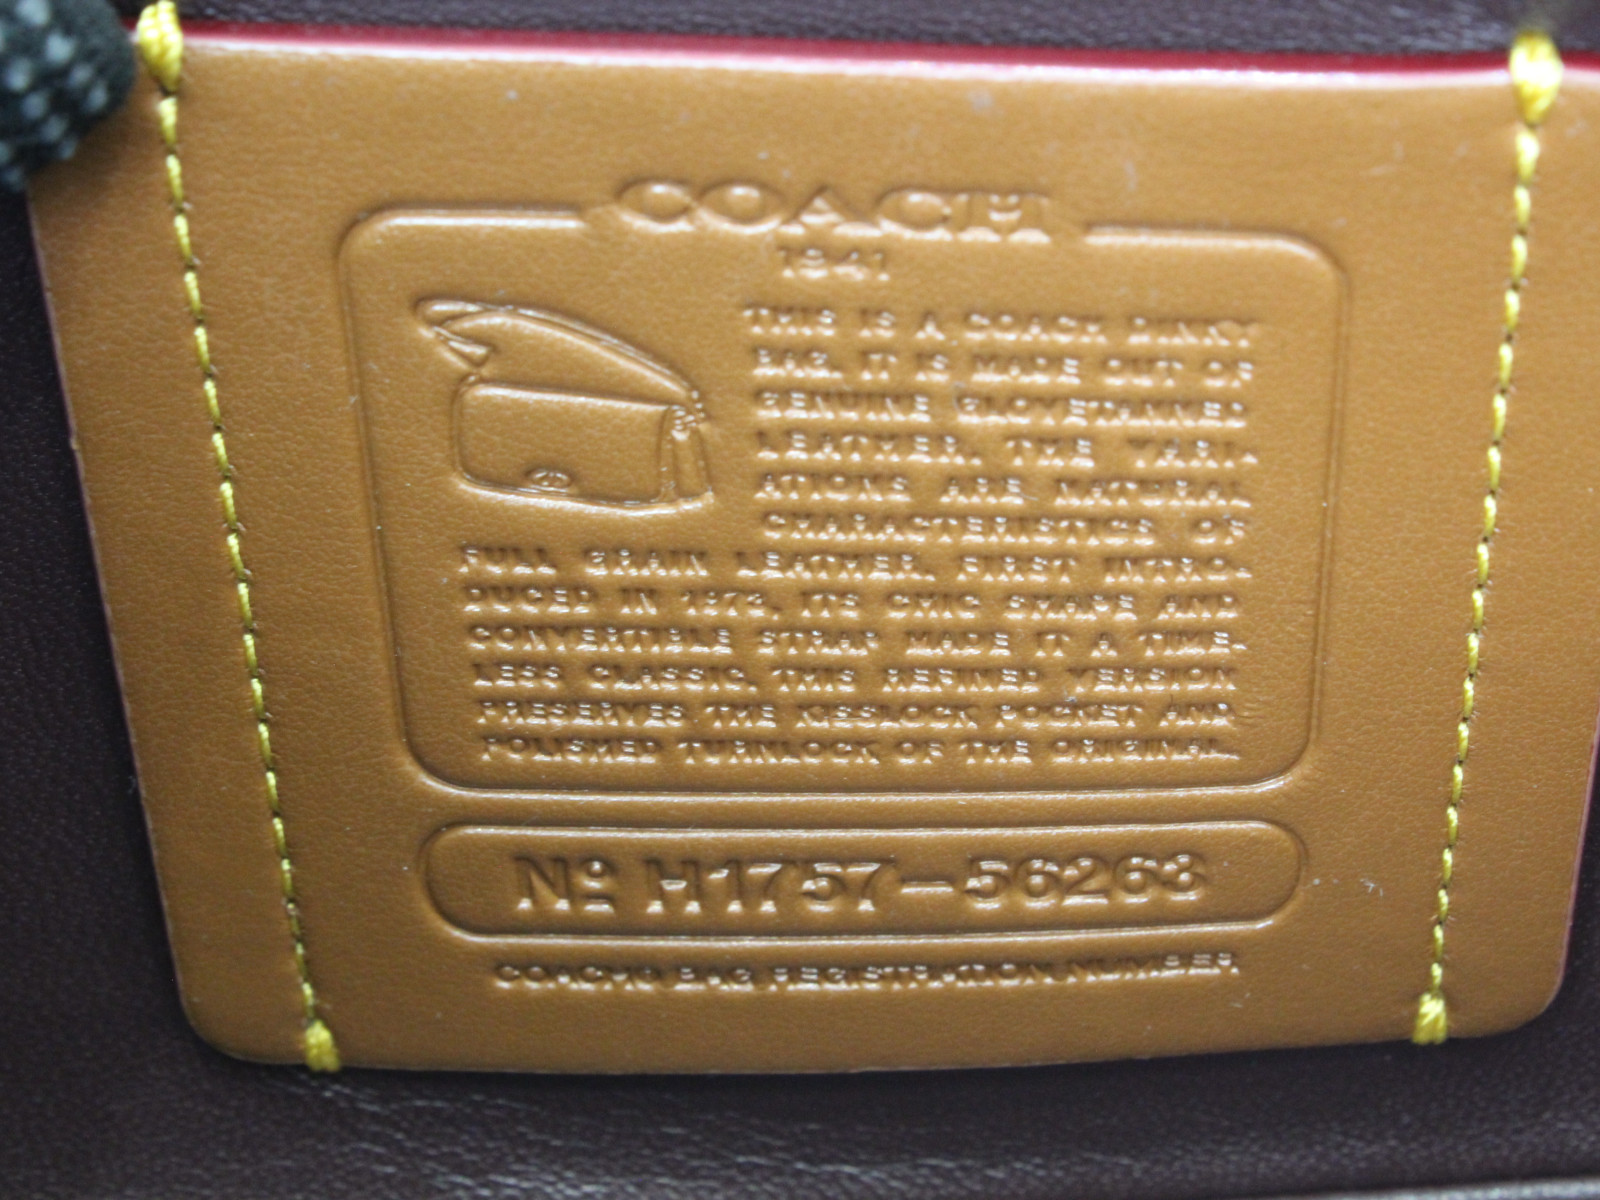 COACH
1941
THIS IS A COACH DINKY
BAG. IT IS MADE OUT OF
GENUINE GLOVETANNED
LEATHER. THE VARI-
ATIONS ARE NATURAL
CHARACTERISTICS OF
FULL GRAIN LEATHER. FIRST INTRO-
DUCED IN 1973, ITS CHIC SHAPE AND
CONVERTIBLE STRAP MADE IT A TIME-
LESS CLASSIC. THIS REFINED VERSION
PRESERVES THE KISSLOCK POCKET AND
POLISHED TURNLOCK OF THE ORIGINAL.
Nº H1757-56263
COACH® BAG REGISTRATION NUMBER